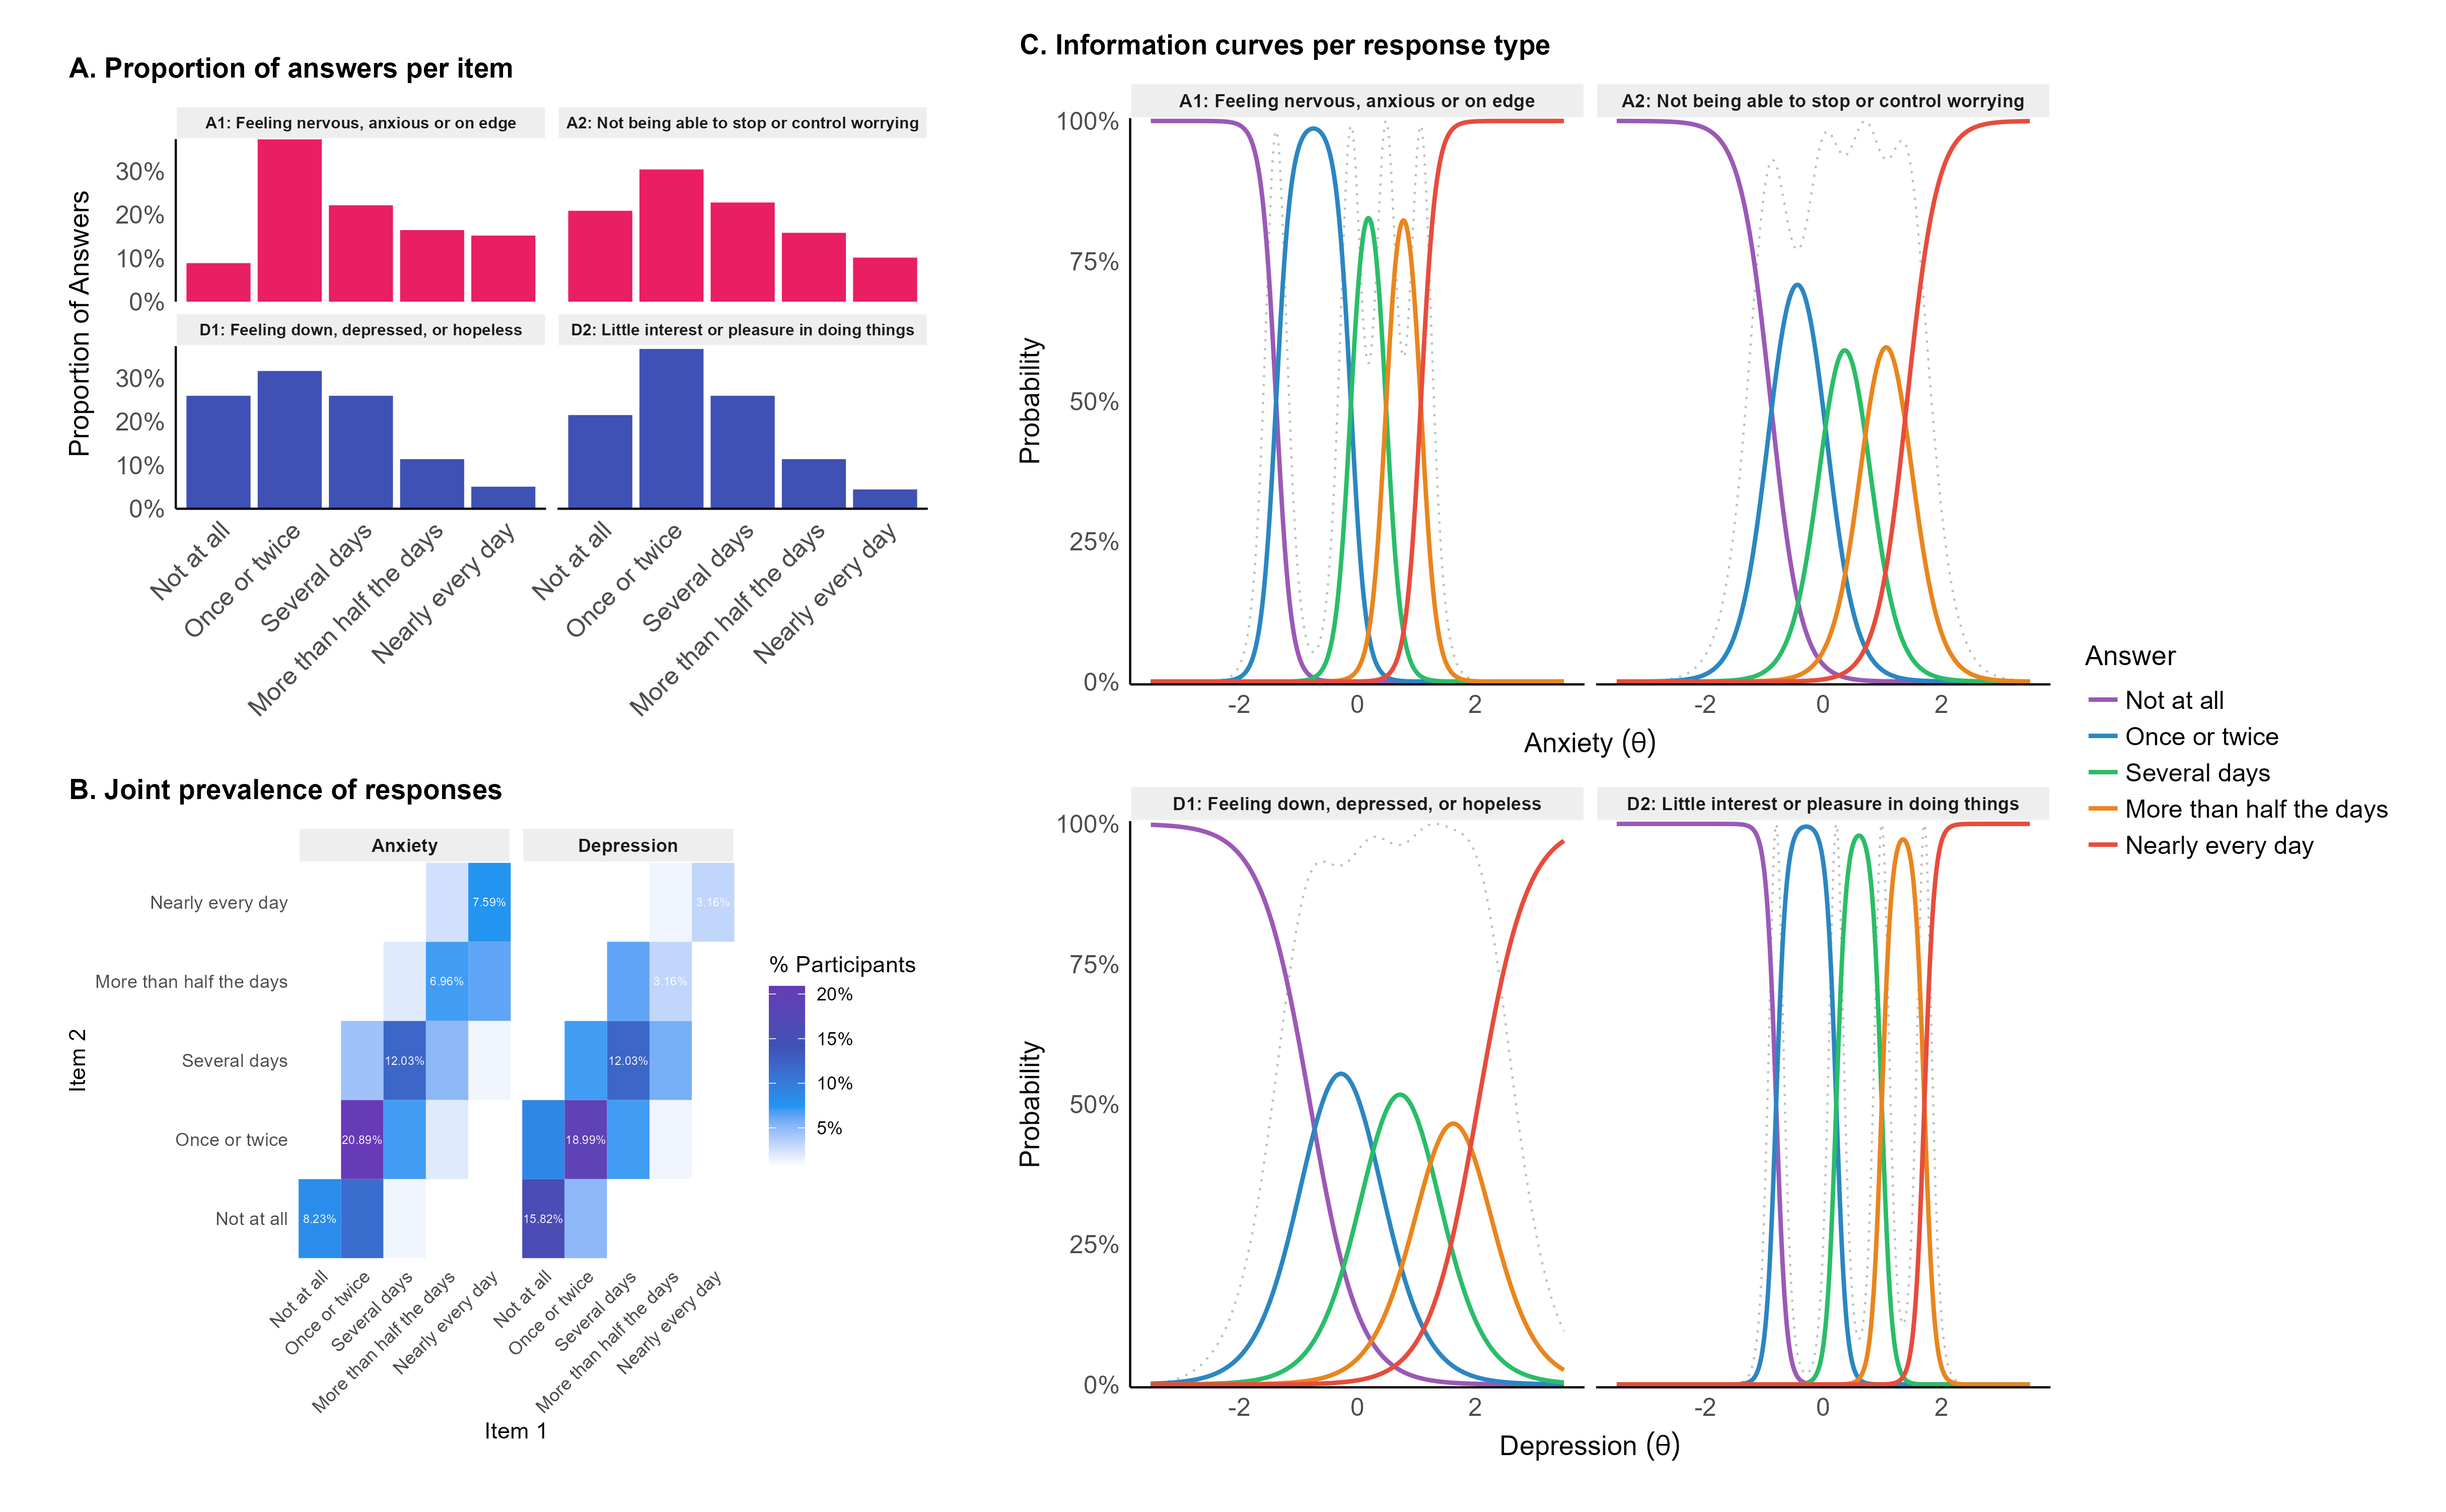 A. Proportion of answers per item
A1: Feeling nervous, anxious or on edge
A2: Not being able to stop or control worrying
30%
20%
10%
0%
D1: Feeling down, depressed, or hopeless
D2: Little interest or pleasure in doing things
30%
20%
10%
0%
Proportion of Answers
Not at all
Once or twice
Several days
More than half the days
Nearly every day
Not at all
Once or twice
Several days
More than half the days
Nearly every day
B. Joint prevalence of responses
Anxiety
Depression
Nearly every day
7.59%
3.16%
More than half the days
6.96%
3.16%
Several days
12.03%
12.03%
Once or twice
20.89%
18.99%
Not at all
8.23%
15.82%
Item 2
Not at all
Once or twice
Several days
More than half the days
Nearly every day
Not at all
Once or twice
Several days
More than half the days
Nearly every day
Item 1
% Participants
20%
15%
10%
5%
C. Information curves per response type
A1: Feeling nervous, anxious or on edge
A2: Not being able to stop or control worrying
100%
75%
50%
25%
0%
Probability
-2
0
2
-2
0
2
Anxiety (θ)
D1: Feeling down, depressed, or hopeless
D2: Little interest or pleasure in doing things
100%
75%
50%
25%
0%
Probability
-2
0
2
-2
0
2
Depression (θ)
Answer
Not at all
Once or twice
Several days
More than half the days
Nearly every day